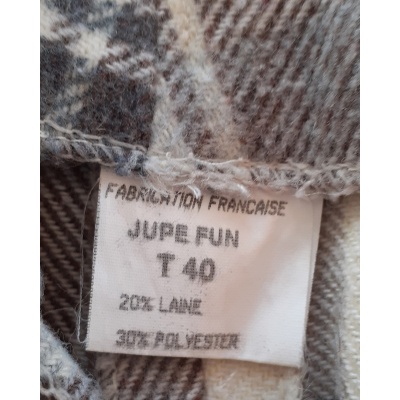 FABRICATION FRANCAISE
JUPE FUN
T 40
20% LAINE
30% POLYESTER